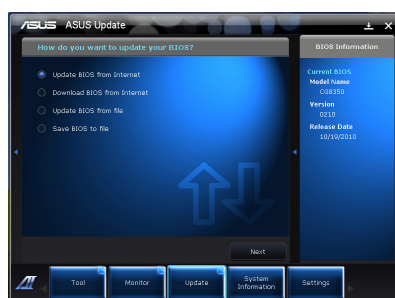 ASUS ASUS Update
How do you want to update your BIOS?
Update BIOS from Internet
Download BIOS from Internet
Update BIOS from file
Save BIOS to file
Next
BIOS Information
Current BIOS
Model Name
CG8350
Version
0210
Release Date
10/19/2010
AI
Tool
Monitor
Update
System
Information
Settings